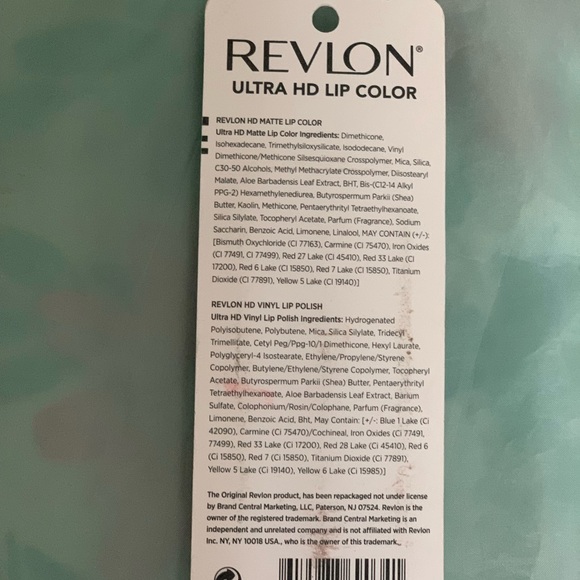 REVLON®
ULTRA HD LIP COLOR
REVLON HD MATTE LIP COLOR
Ultra HD Matte Lip Color Ingredients: Dimethicone,
Isohexadecane, Trimethylsiloxysilicate, Isododecane, Vinyl
Dimethicone/Methicone Silsesquioxane Crosspolymer, Mica, Silica,
C30-50 Alcohols, Methyl Methacrylate Crosspolymer, Diisostearyl
Malate, Aloe Barbadensis Leaf Extract, BHT, Bis-(C12-14 Alkyl
PPG-2) Hexamethylenediurea, Butyrospermum Parkii (Shea)
Butter, Kaolin, Methicone, Pentaerythrityl Tetraethylhexanoate,
Silica Silylate, Tocopheryl Acetate, Parfum (Fragrance), Sodium
Saccharin, Benzoic Acid, Limonene, Linalool, MAY CONTAIN (+/-):
[Bismuth Oxychloride (CI 77163), Carmine (CI 75470), Iron Oxides
(CI 77491, CI 77499), Red 27 Lake (CI 45410), Red 33 Lake (CI
17200), Red 6 Lake (CI 15850), Red 7 Lake (CI 15850), Titanium
Dioxide (CI 77891), Yellow 5 Lake (CI 19140)]
REVLON HD VINYL LIP POLISH
Ultra HD Vinyl Lip Polish Ingredients: Hydrogenated
Polyisobutene, Polybutene, Mica, Silica Silylate, Tridecyl
Trimellitate, Cetyl Peg/Ppg-10/1 Dimethicone, Hexyl Laurate,
Polyglyceryl-4 Isostearate, Ethylene/Propylene/Styrene
Copolymer, Butylene/Ethylene/Styrene Copolymer, Tocopheryl
Acetate, Butyrospermum Parkii (Shea) Butter, Pentaerythrityl
Tetraethylhexanoate, Aloe Barbadensis Leaf Extract, Barium
Sulfate, Colophonium/Rosin/Colophane, Parfum (Fragrance),
Limonene, Benzoic Acid, Bht, May Contain: [+/-: Blue 1 Lake (Ci
42090), Carmine (Ci 75470)/Cochineal, Iron Oxides (Ci 77491,
77499), Red 33 Lake (Ci 17200), Red 28 Lake (Ci 45410), Red 6
(Ci 15850), Red 7 (Ci 15850), Titanium Dioxide (Ci 77891),
Yellow 5 Lake (Ci 19140), Yellow 6 Lake (Ci 15985)]
The Original Revlon product, has been repackaged not under license
by Brand Central Marketing, LLC, Paterson, NJ 07524. Revlon is the
owner of the registered trademark. Brand Central Marketing is an
independent and unrelated company and is not affiliated with Revlon
Inc. NY, NY 10018 USA., who is the owner of this trademark.,.